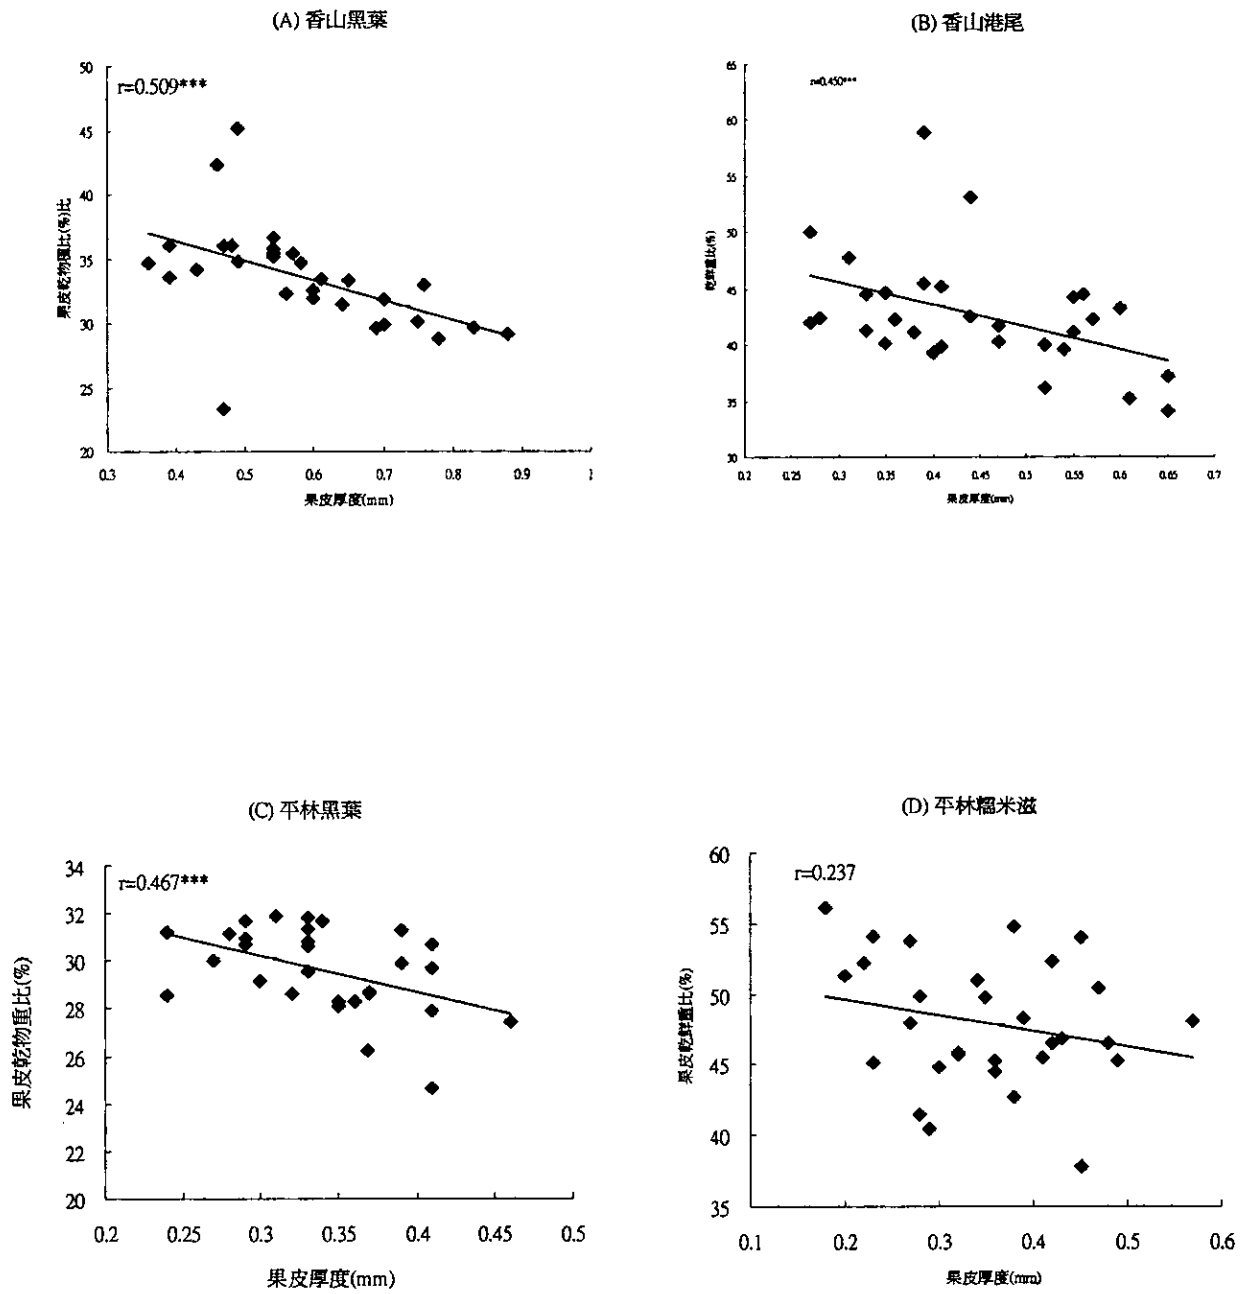 (A) 香山黑葉
r=0.509***
果皮乾物種比(%)比
50
45
40
35
30
25
20
0.3 0.4 0.5 0.6 0.7 0.8 0.9 1
果皮厚度(mm)
(B) 香山港尾
r=0.450***
乾鮮重比(%)
65
60
55
50
45
40
35
30
0.2 0.25 0.3 0.35 0.4 0.45 0.5 0.55 0.6 0.65 0.7
果皮厚度(mm)
(C) 平林黑葉
r=0.467***
果皮乾物重比(%)
34
32
30
28
26
24
22
20
0.2 0.25 0.3 0.35 0.4 0.45 0.5
果皮厚度(mm)
(D) 平林糯米滋
r=0.237
果皮乾鮮重比(%)
60
55
50
45
40
35
0.1 0.2 0.3 0.4 0.5 0.6
果皮厚度(mm)